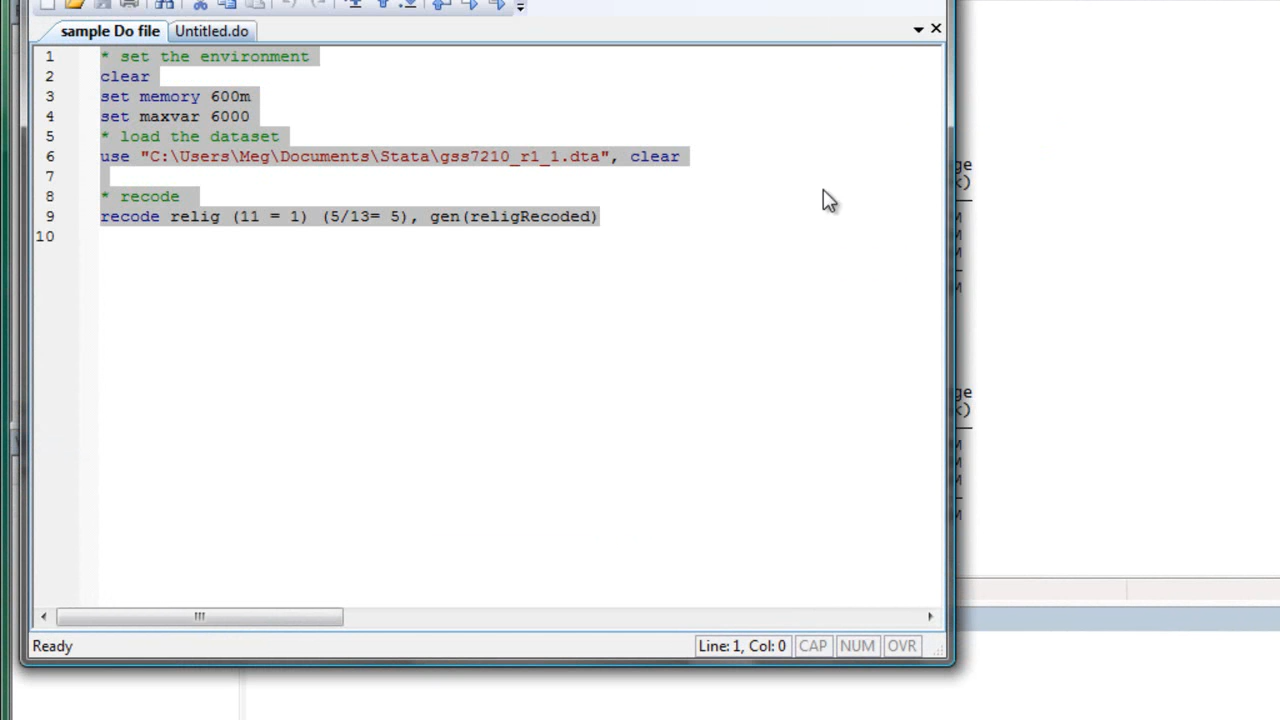 sample Do file
Untitled.do
1 * set the environment
2 clear
3 set memory 600m
4 set maxvar 6000
5 * load the dataset
6 use "C:\Users\Meg\Documents\Stata\gss7210_r1_1.dta", clear
7
8 * recode
9 recode relig (11 = 1) (5/13= 5), gen(religRecoded)
10
ge
Ready
Line: 1, Col: 0
CAP
NUM
OVR